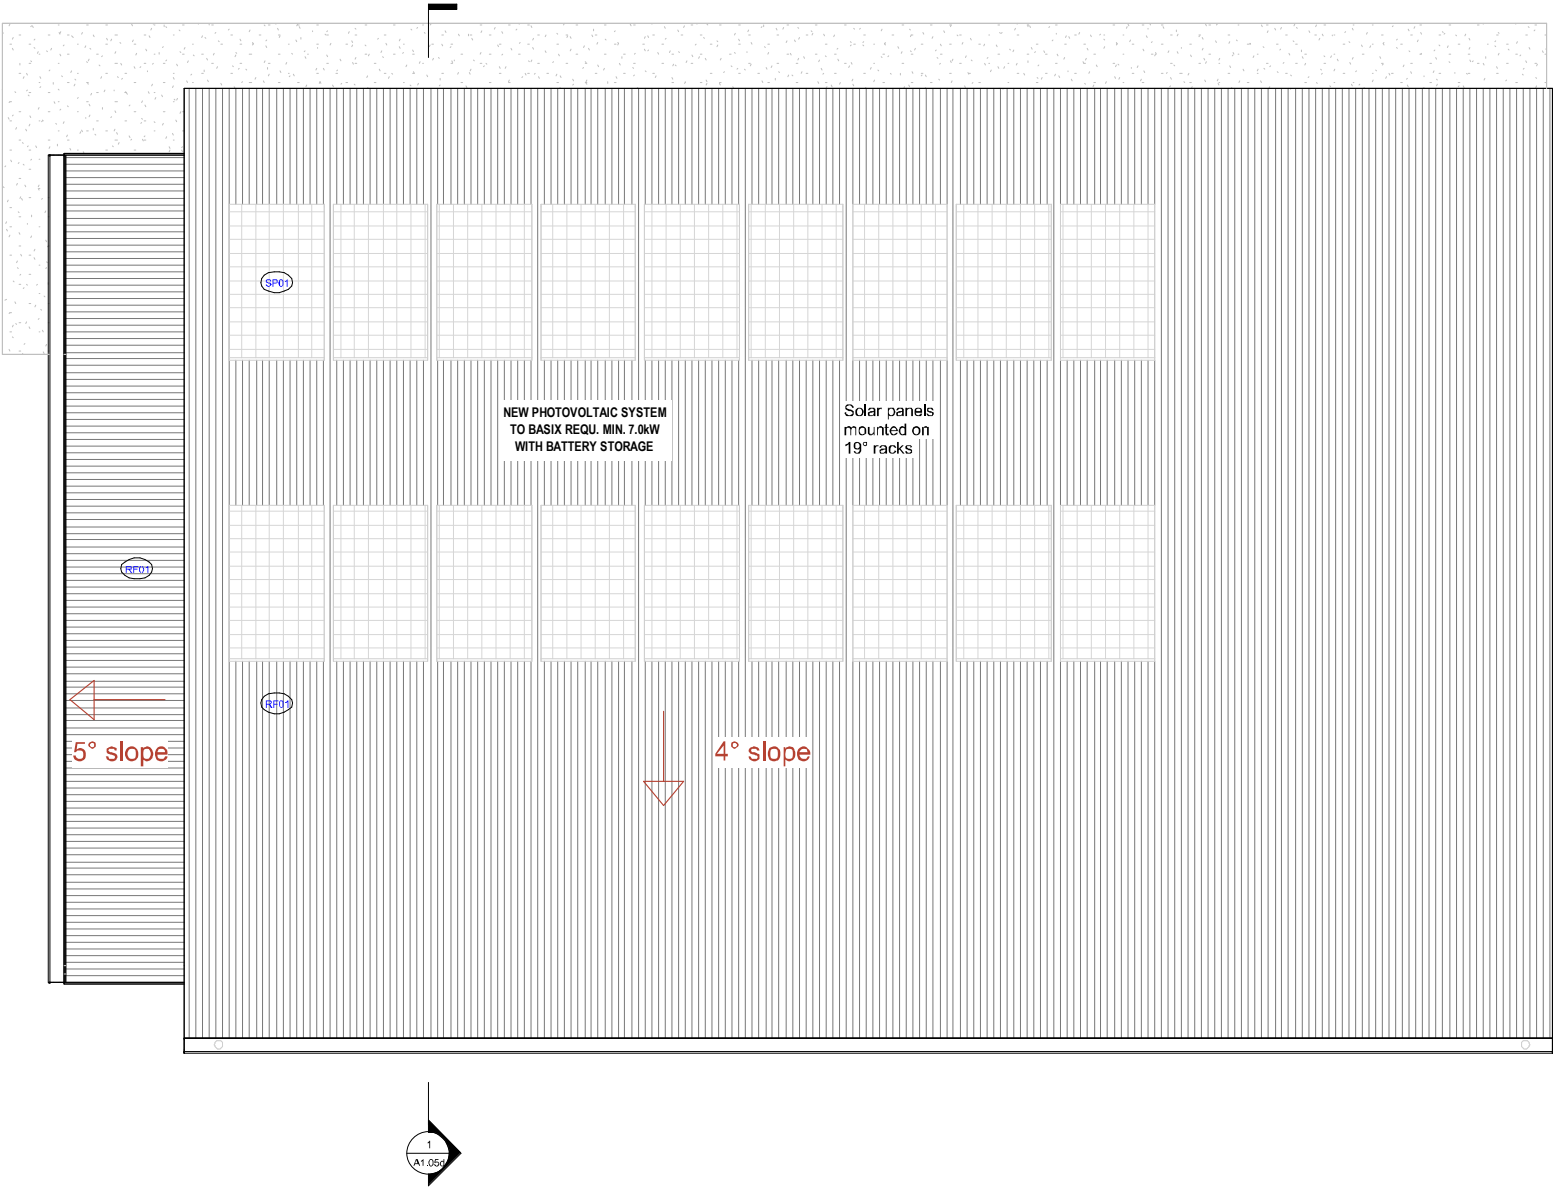 SP01
NEW PHOTOVOLTAIC SYSTEM
TO BASIX REQU. MIN. 7.0kW
WITH BATTERY STORAGE
Solar panels
mounted on
19° racks
RF01
RF01
5° slope
4° slope
1
A1.05d